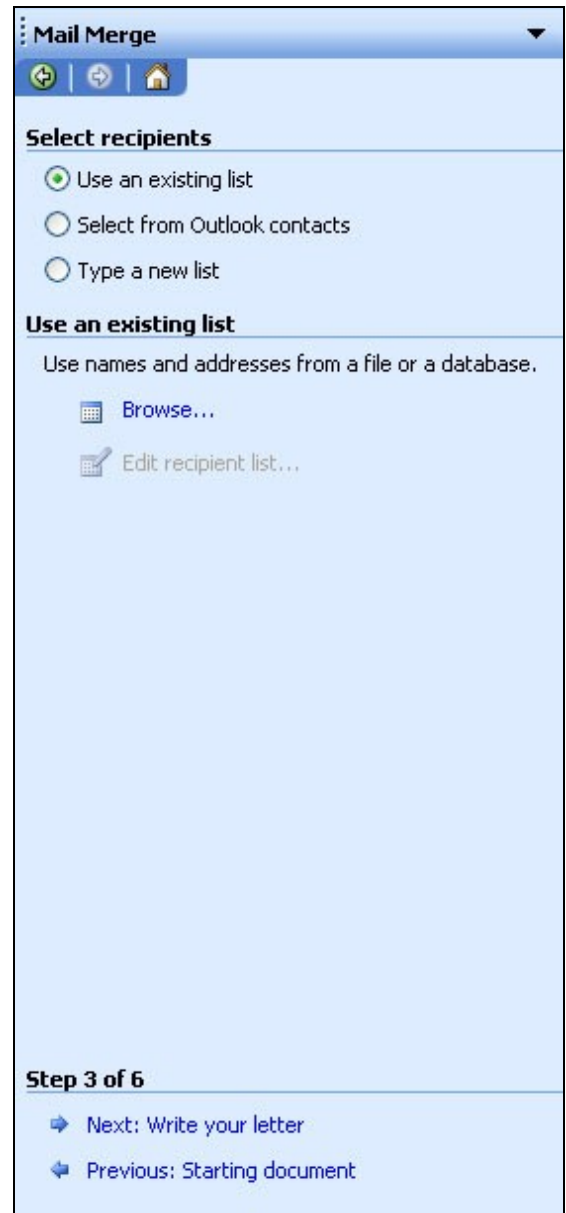 Mail Merge
Select recipients
Use an existing list
Select from Outlook contacts
Type a new list
Use an existing list
Use names and addresses from a file or a database.
Browse...
Edit recipient list...
Step 3 of 6
Next: Write your letter
Previous: Starting document